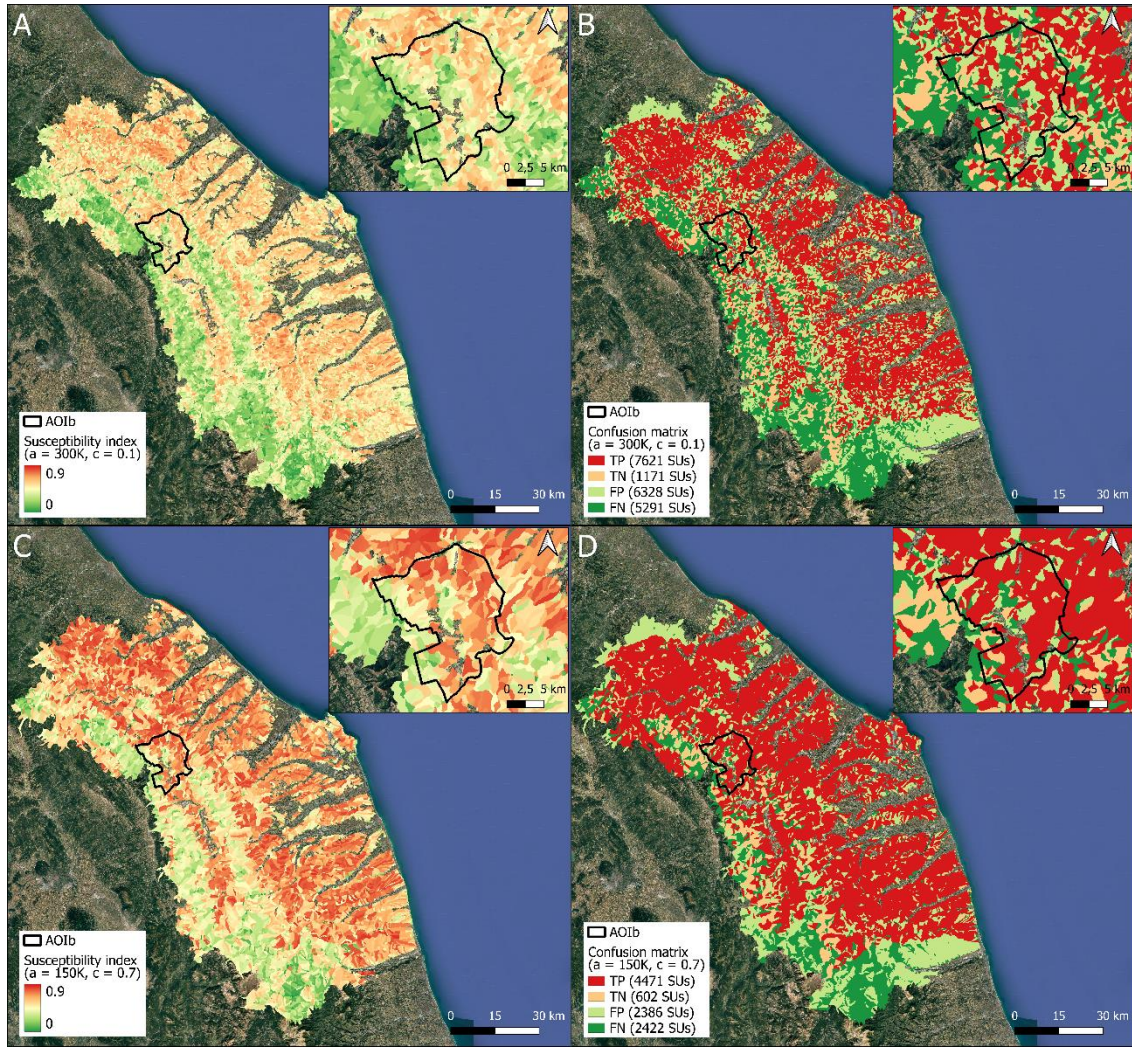 A
0 2,5 5 km
AOIb
Susceptibility index
(a = 300K, c = 0.1)
0.9
0
0 15 30 km
B
0 2,5 5 km
AOIb
Confusion matrix
(a = 300K, c = 0.1)
TP (7621 SUs)
TN (1171 SUs)
FP (6328 SUs)
FN (5291 SUs)
0 15 30 km
C
0 2,5 5 km
AOIb
Susceptibility index
(a = 150K, c = 0.7)
0.9
0
0 15 30 km
D
0 2,5 5 km
AOIb
Confusion matrix
(a = 150K, c = 0.7)
TP (4471 SUs)
TN (602 SUs)
FP (2386 SUs)
FN (2422 SUs)
0 15 30 km